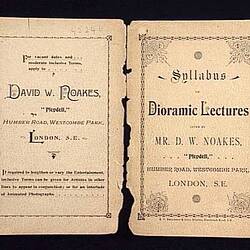 For vacant dates and
moderate inclusive Terms,
apply to
DAVID W. NOAKES,
"Pleydell,"
HUMBER ROAD, WESTCOMBE PARK,
LONDON, S.E.
If required to lengthen or vary the Entertainment,
inclusive Terms can be given for Artistes in other
lines to appear in conjunction; or for an interlude
of Animated Photographs.
Syllabus
OF
Dioramic Lectures
GIVEN BY
MR. D. W. NOAKES,
"Pleydell,"
HUMBER ROAD, WESTCOMBE PARK,
LONDON, S.E.